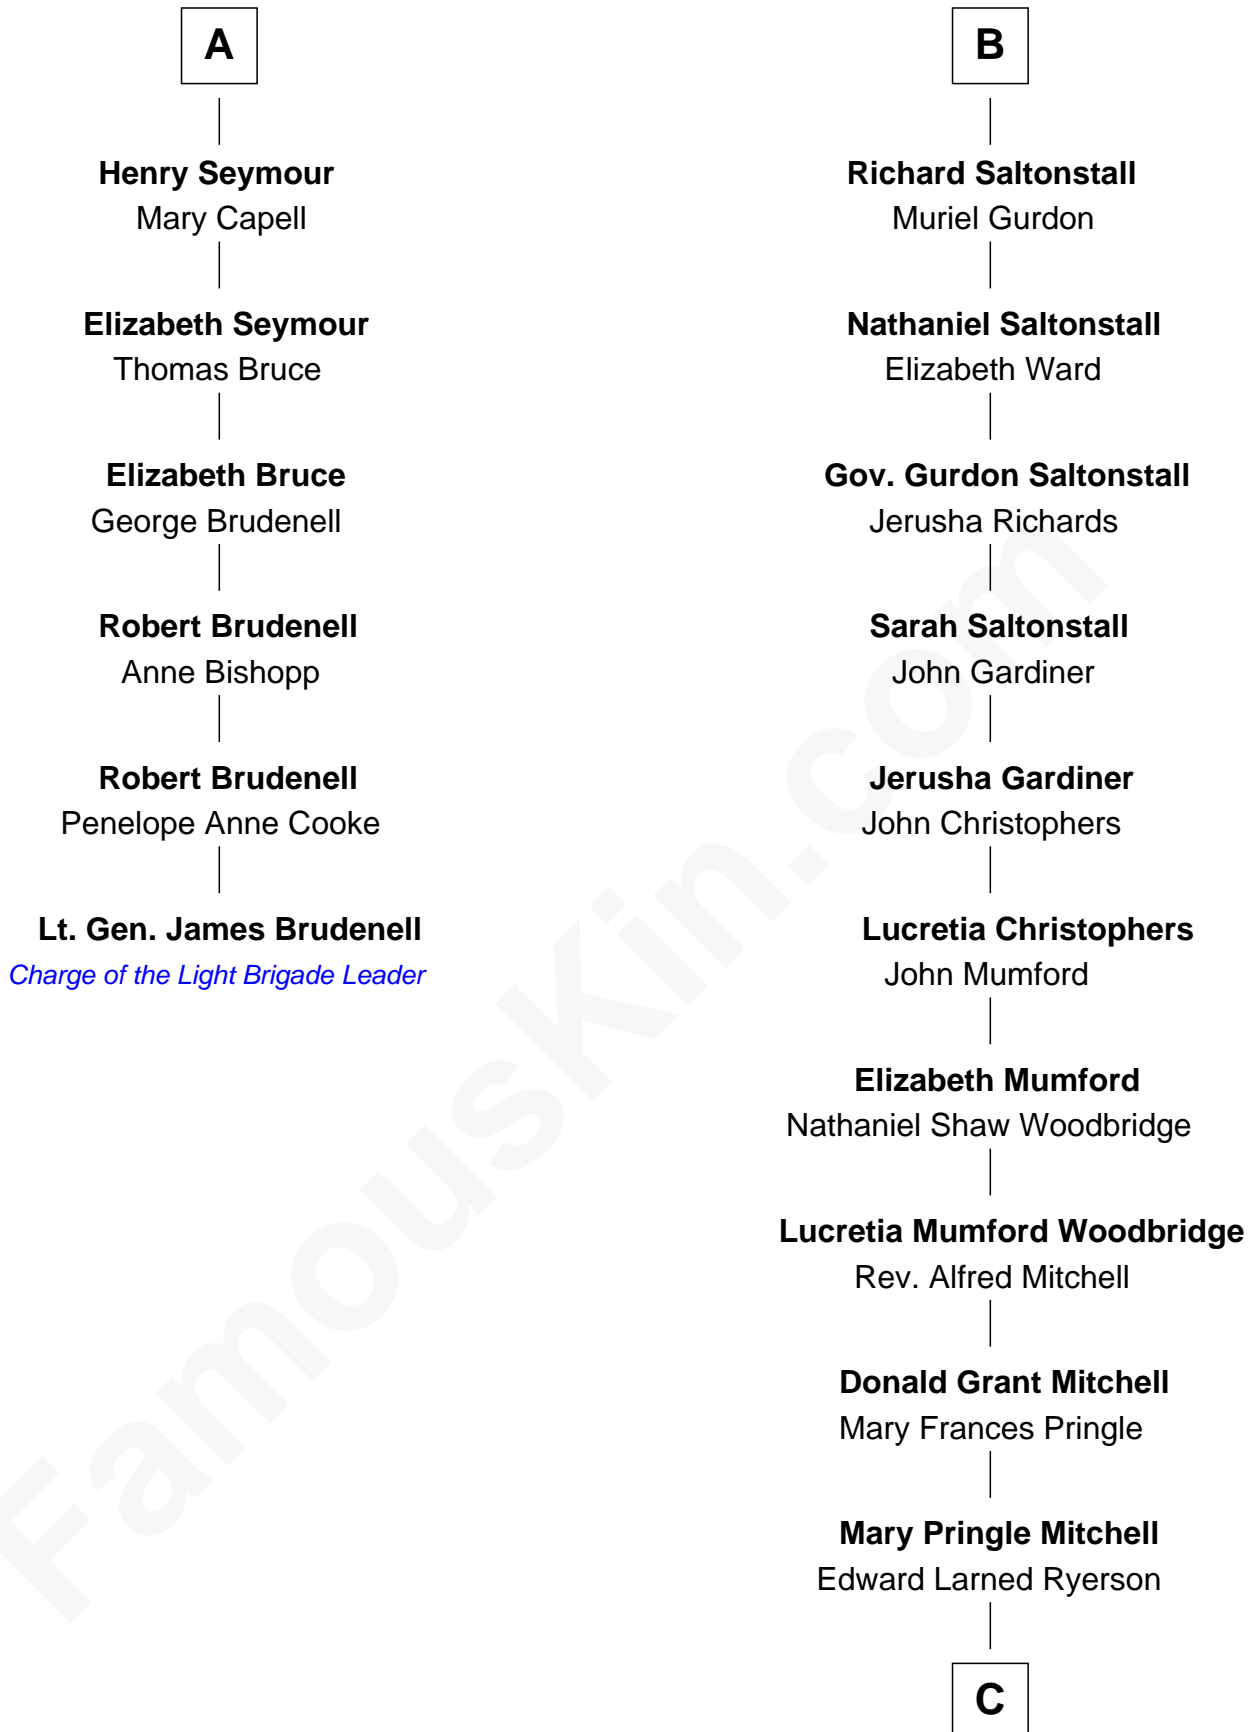 A
Henry Seymour
Mary Capell
Elizabeth Seymour
Thomas Bruce
Elizabeth Bruce
George Brudenell
Robert Brudenell
Anne Bishopp
Robert Brudenell
Penelope Anne Cooke
Lt. Gen. James Brudenell
Charge of the Light Brigade Leader
B
Richard Saltonstall
Muriel Gurdon
Nathaniel Saltonstall
Elizabeth Ward
Gov. Gurdon Saltonstall
Jerusha Richards
Sarah Saltonstall
John Gardiner
Jerusha Gardiner
John Christophers
Lucretia Christophers
John Mumford
Elizabeth Mumford
Nathaniel Shaw Woodbridge
Lucretia Mumford Woodbridge
Rev. Alfred Mitchell
Donald Grant Mitchell
Mary Frances Pringle
Mary Pringle Mitchell
Edward Larned Ryerson
C
FamousKin.com